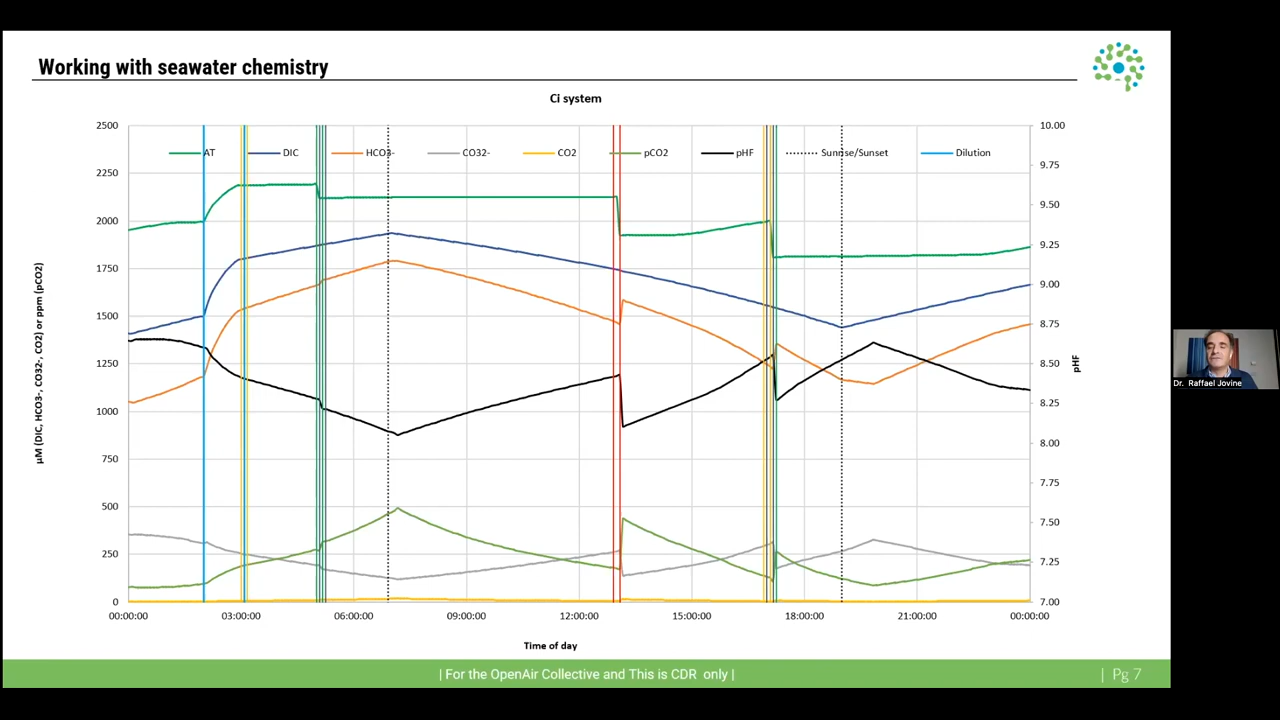 Working with seawater chemistry
Ci system
AT DIC HCO3- CO32- CO2 pCO2 pHF Sunrise/Sunset Dilution
2500
2250
2000
1750
1500
1250
1000
750
500
250
0
µM (DIC, HCO3-, CO32-, CO2) or ppm (pCO2)
10.00
9.75
9.50
9.25
9.00
8.75
8.50
8.25
8.00
7.75
7.50
7.25
7.00
pHF
00:00:00 03:00:00 06:00:00 09:00:00 12:00:00 15:00:00 18:00:00 21:00:00 00:00:00
Time of day
Dr. Raffael Jovine
| For the OpenAir Collective and This is CDR only |
| Pg 7